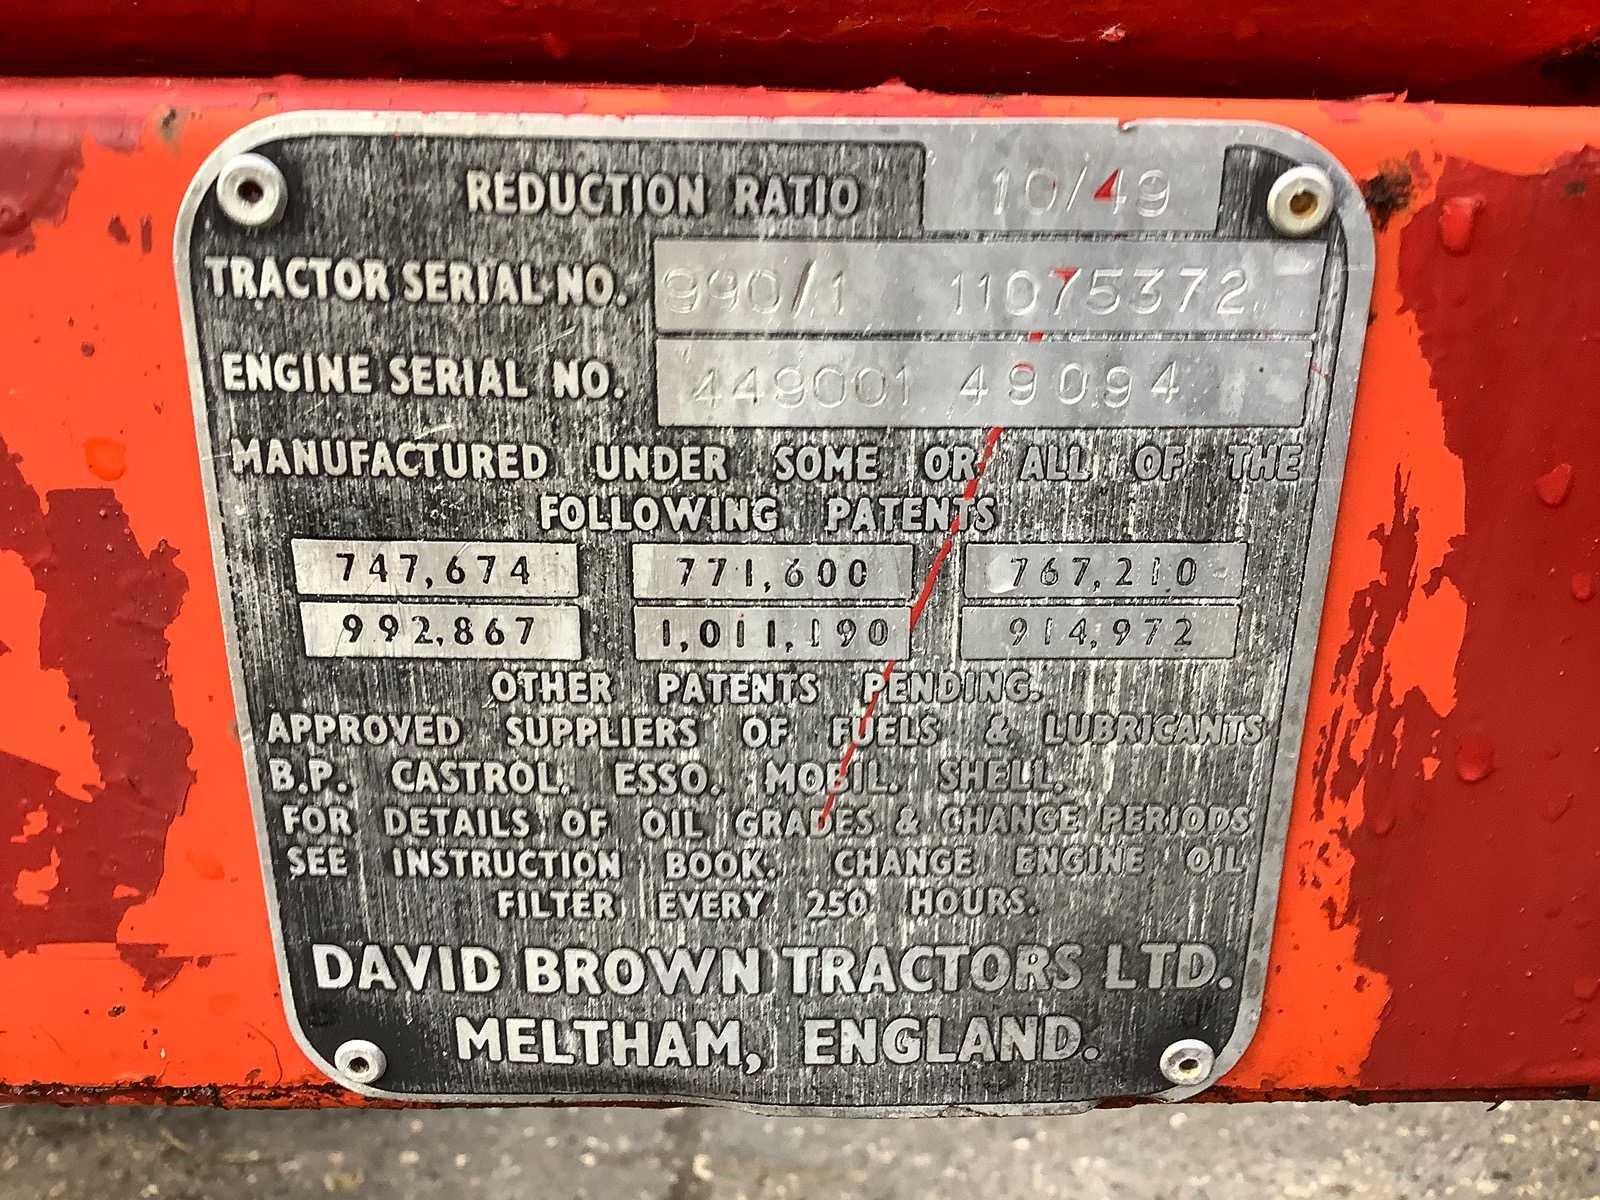 REDUCTION RATIO 10/49
TRACTOR SERIAL NO. 990/1 11075372
ENGINE SERIAL NO. 449001 49094
MANUFACTURED UNDER SOME OR ALL OF THE
FOLLOWING PATENTS
747,674 771,600 767,210
992,867 1,011,190 914,972
OTHER PATENTS PENDING.
APPROVED SUPPLIERS OF FUELS & LUBRICANTS
B.P. CASTROL. ESSO. MOBIL. SHELL.
FOR DETAILS OF OIL GRADES & CHANGE PERIODS
SEE INSTRUCTION BOOK. CHANGE ENGINE OIL
FILTER EVERY 250 HOURS.
DAVID BROWN TRACTORS LTD.
MELTHAM, ENGLAND.